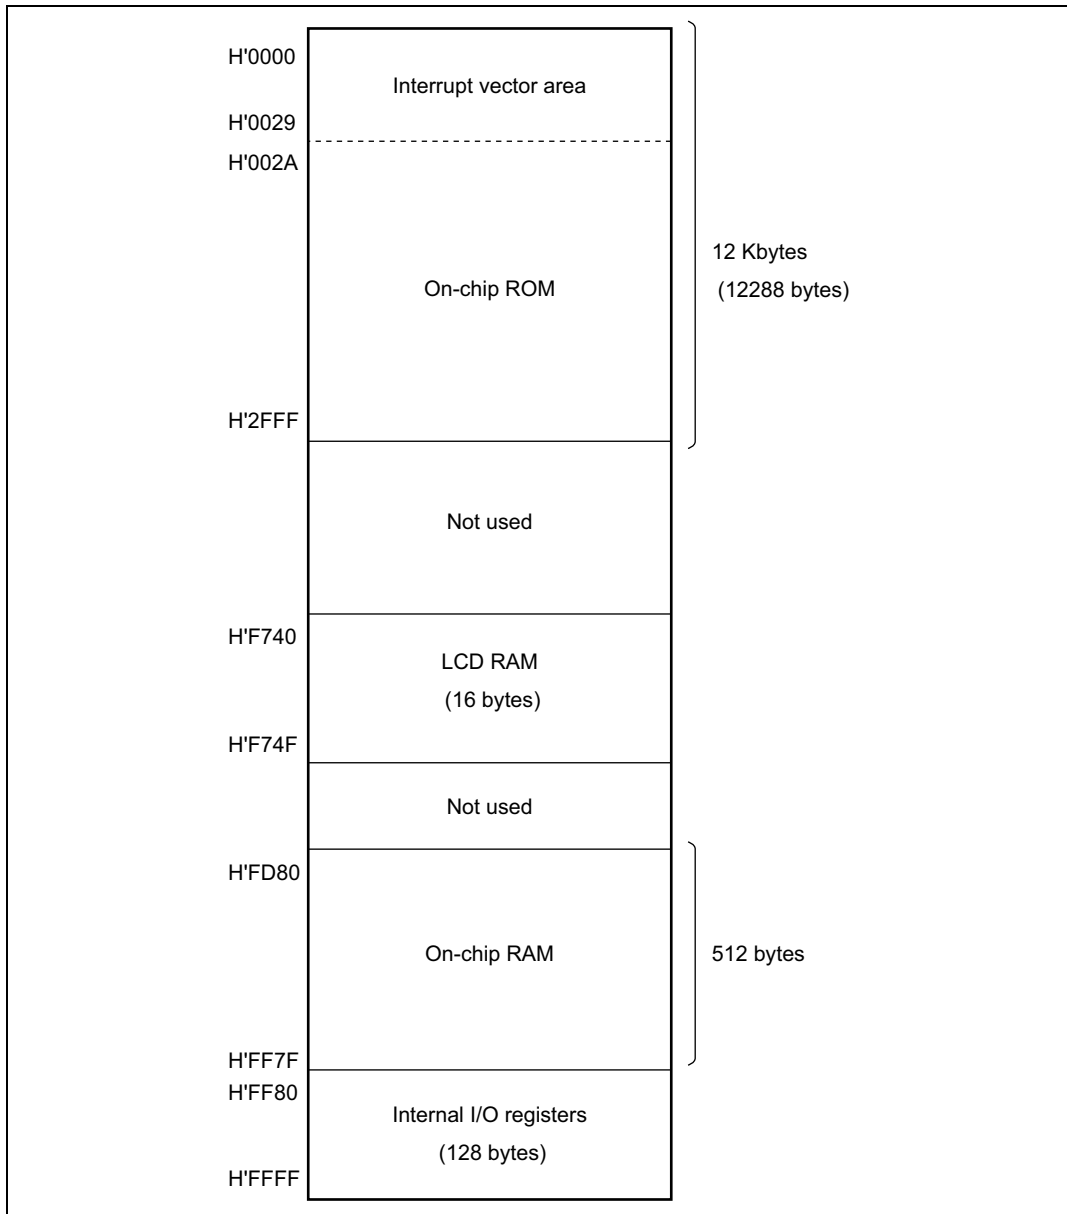 H'0000
Interrupt vector area
H'0029
H'002A
12 Kbytes
(12288 bytes)
On-chip ROM
H'2FFF
Not used
H'F740
LCD RAM
(16 bytes)
H'F74F
Not used
H'FD80
On-chip RAM
512 bytes
H'FF7F
H'FF80
Internal I/O registers
(128 bytes)
H'FFFF